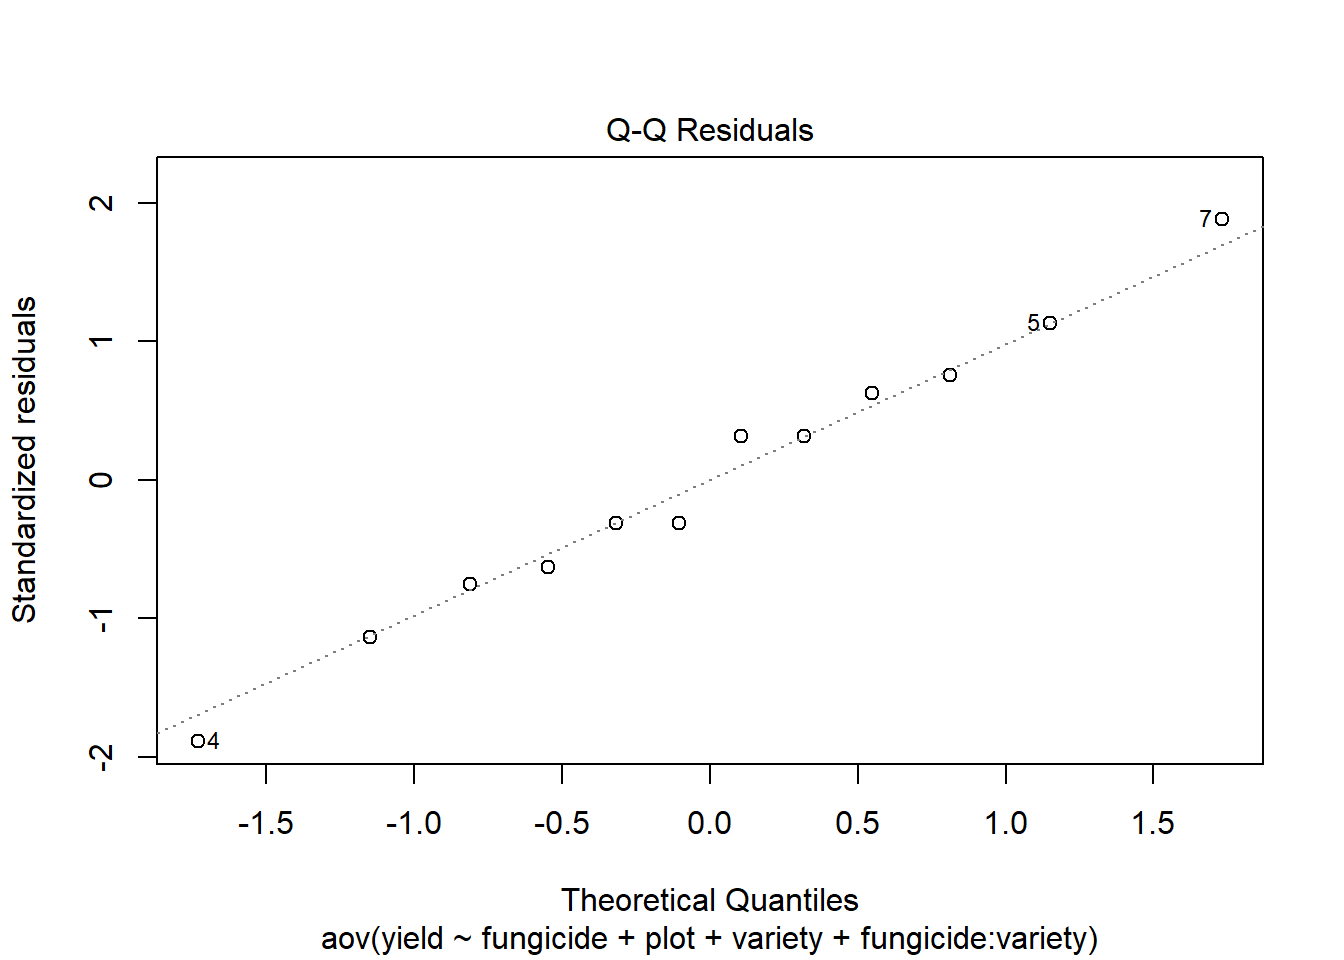 Q-Q Residuals
Standardized residuals
2
1
0
-1
-2
7
5
4
-1.5 -1.0 -0.5 0.0 0.5 1.0 1.5
Theoretical Quantiles
aov(yield ~ fungicide + plot + variety + fungicide:variety)